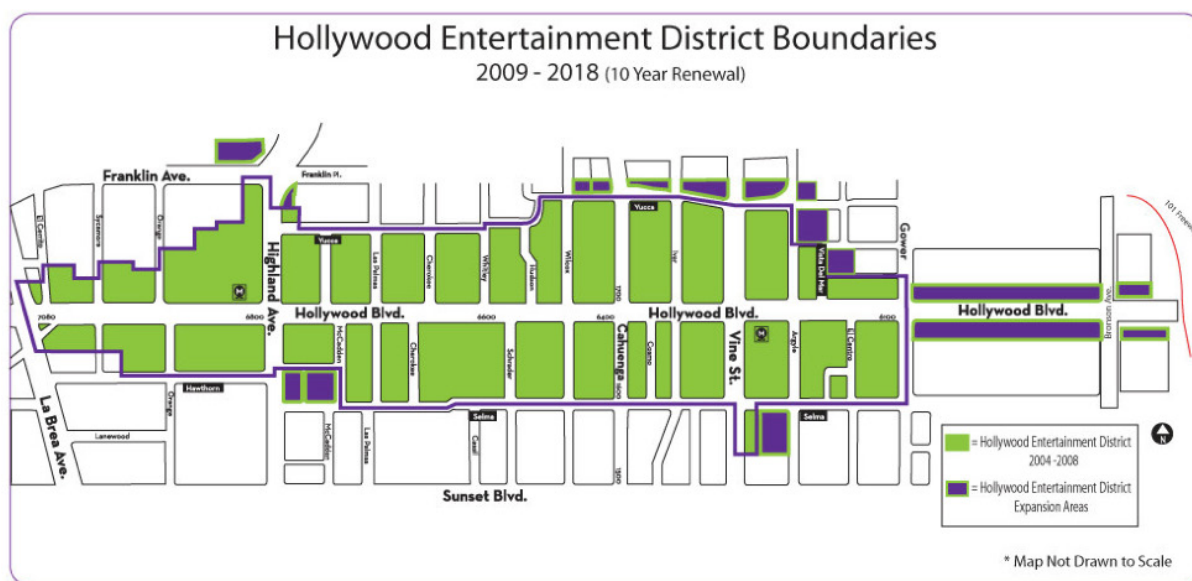 Hollywood Entertainment District Boundaries
2009 - 2018 (10 Year Renewal)
Franklin Ave.
Franklin Pl.
El Cerrito
Sycamore
Orange
Highland Ave.
Yucca
Las Palmas
Cherokee
Whitley
Hudson
Wilcox
Yucca
1700
Ivar
Vista Del Mar
Gower
101 Freeway
7080
6800
Hollywood Blvd.
6600
6400
Hollywood Blvd.
6100
Hollywood Blvd.
Bronson Ave.
McCadden
Cherokee
Schrader
Cahuenga
1600
Cosmo
Vine St.
Argyle
El Centro
La Brea Ave.
Hawthorn
Orange
Lanewood
McCadden
Las Palmas
Selma
Cassil
1500
Selma
Sunset Blvd.
M
M
N
= Hollywood Entertainment District
2004 -2008
= Hollywood Entertainment District
Expansion Areas
* Map Not Drawn to Scale